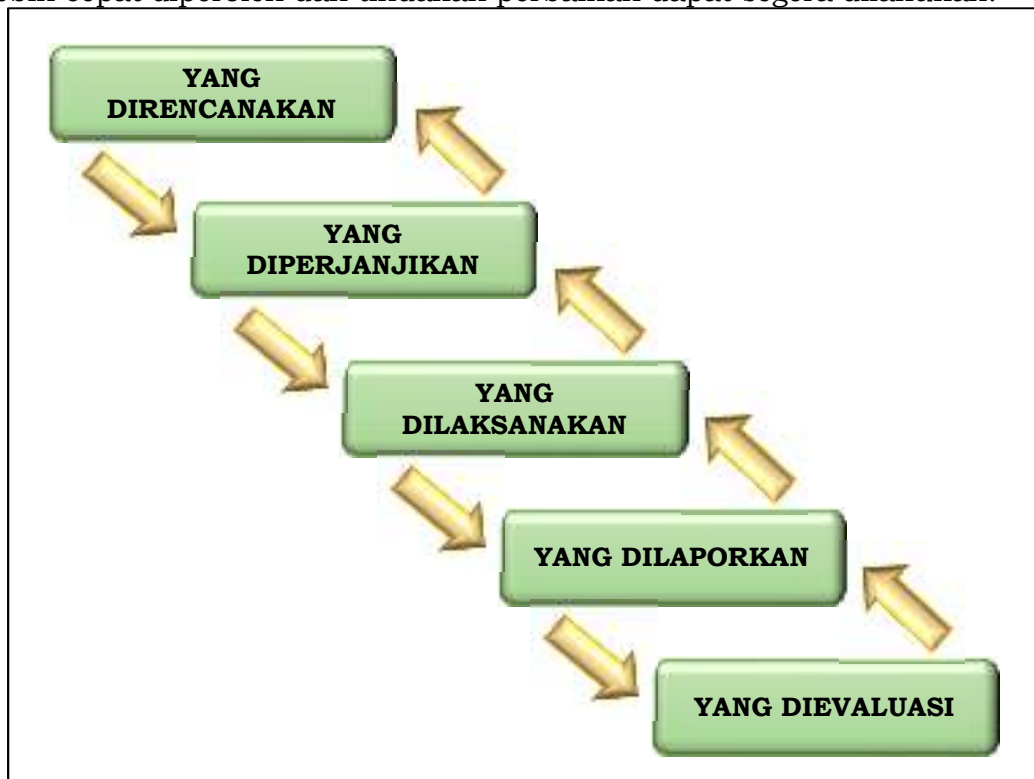 YANG
DIRENCANAKAN
YANG
DIPERJANJIKAN
YANG
DILAKSANAKAN
YANG DILAPORKAN
YANG DIEVALUASI